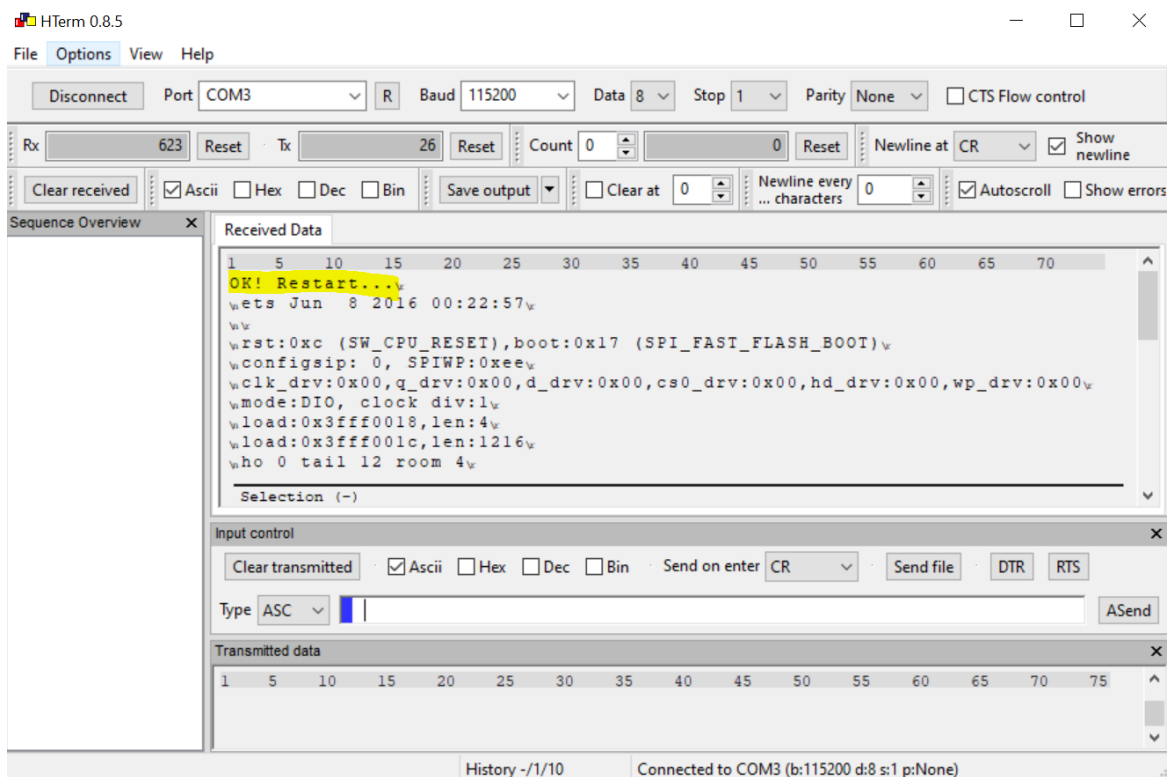 HTerm 0.8.5
File Options View Help
Disconnect Port COM3 R Baud 115200 Data 8 Stop 1 Parity None CTS Flow control
Rx 623 Reset Tx 26 Reset Count 0 0 Reset Newline at CR Show newline
Clear received Ascii Hex Dec Bin Save output Clear at 0 Newline every ... characters 0 Autoscroll Show errors
Sequence Overview
Received Data
1 5 10 15 20 25 30 35 40 45 50 55 60 65 70
OK! Restart...\r
\nets Jun  8 2016 00:22:57\r
\n\r
\nrst:0xc (SW_CPU_RESET),boot:0x17 (SPI_FAST_FLASH_BOOT)\r
\nconfigsip: 0, SPIWP:0xee\r
\nclk_drv:0x00,q_drv:0x00,d_drv:0x00,cs0_drv:0x00,hd_drv:0x00,wp_drv:0x00\r
\nmode:DIO, clock div:1\r
\nload:0x3fff0018,len:4\r
\nload:0x3fff001c,len:1216\r
\nho 0 tail 12 room 4\r
Selection (-)
Input control
Clear transmitted Ascii Hex Dec Bin Send on enter CR Send file DTR RTS
Type ASC ASend
Transmitted data
1 5 10 15 20 25 30 35 40 45 50 55 60 65 70 75
History -/1/10 Connected to COM3 (b:115200 d:8 s:1 p:None)